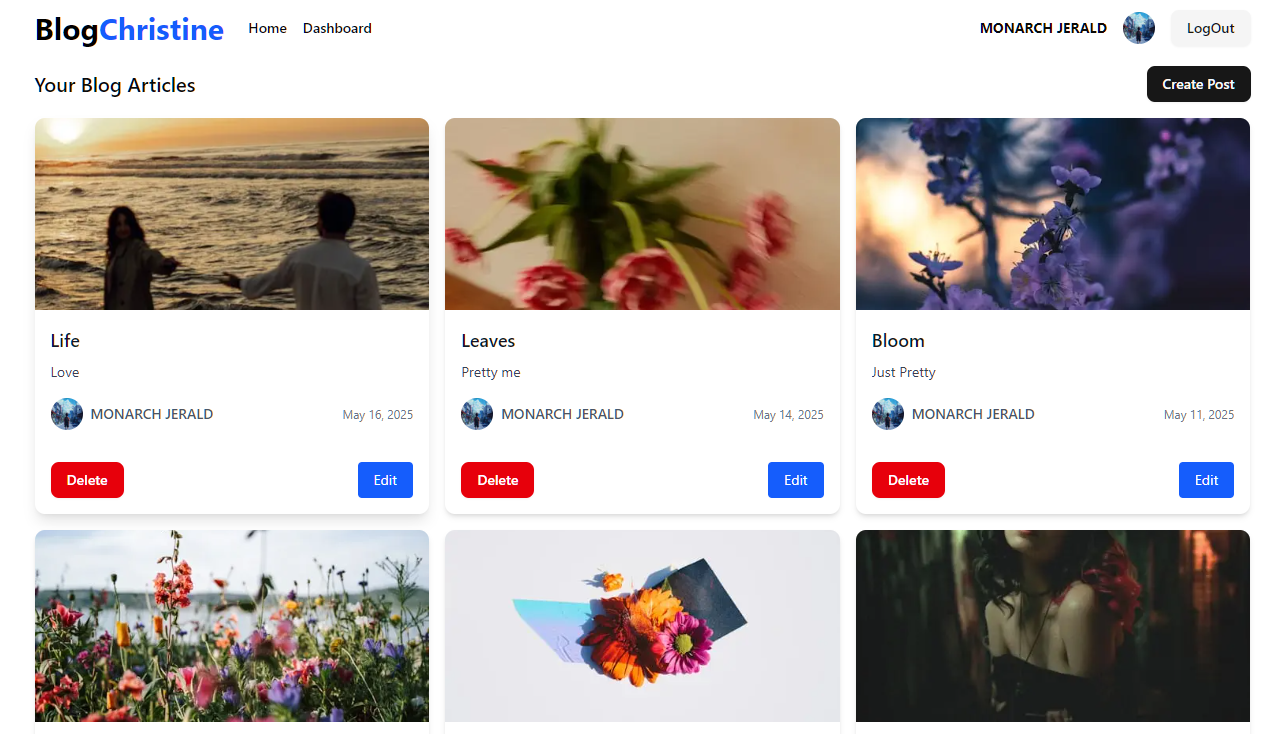 BlogChristine Home Dashboard MONARCH JERALD LogOut
Your Blog Articles Create Post
Life
Love
MONARCH JERALD May 16, 2025
Delete Edit
Leaves
Pretty me
MONARCH JERALD May 14, 2025
Delete Edit
Bloom
Just Pretty
MONARCH JERALD May 11, 2025
Delete Edit